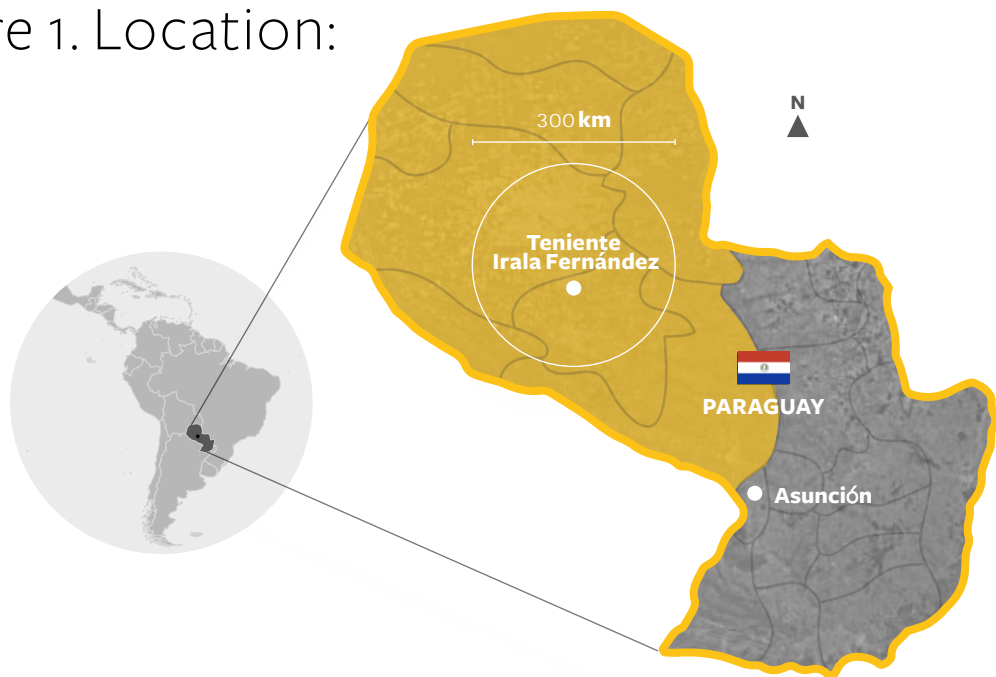 re 1. Location:
N
300 km
Teniente
Irala Fernández
PARAGUAY
Asunción